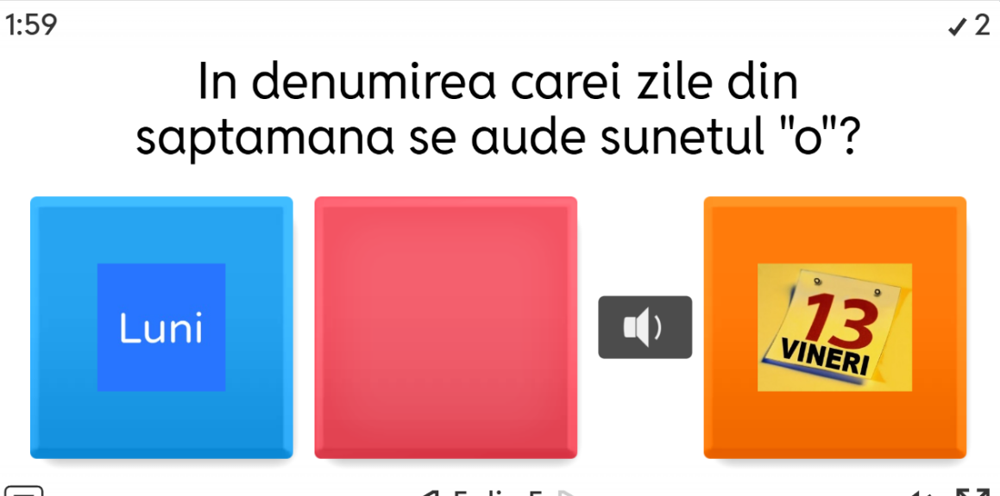 1:59
✓ 2
In denumirea carei zile din
saptamana se aude sunetul "o"?
Luni
13
VINERI